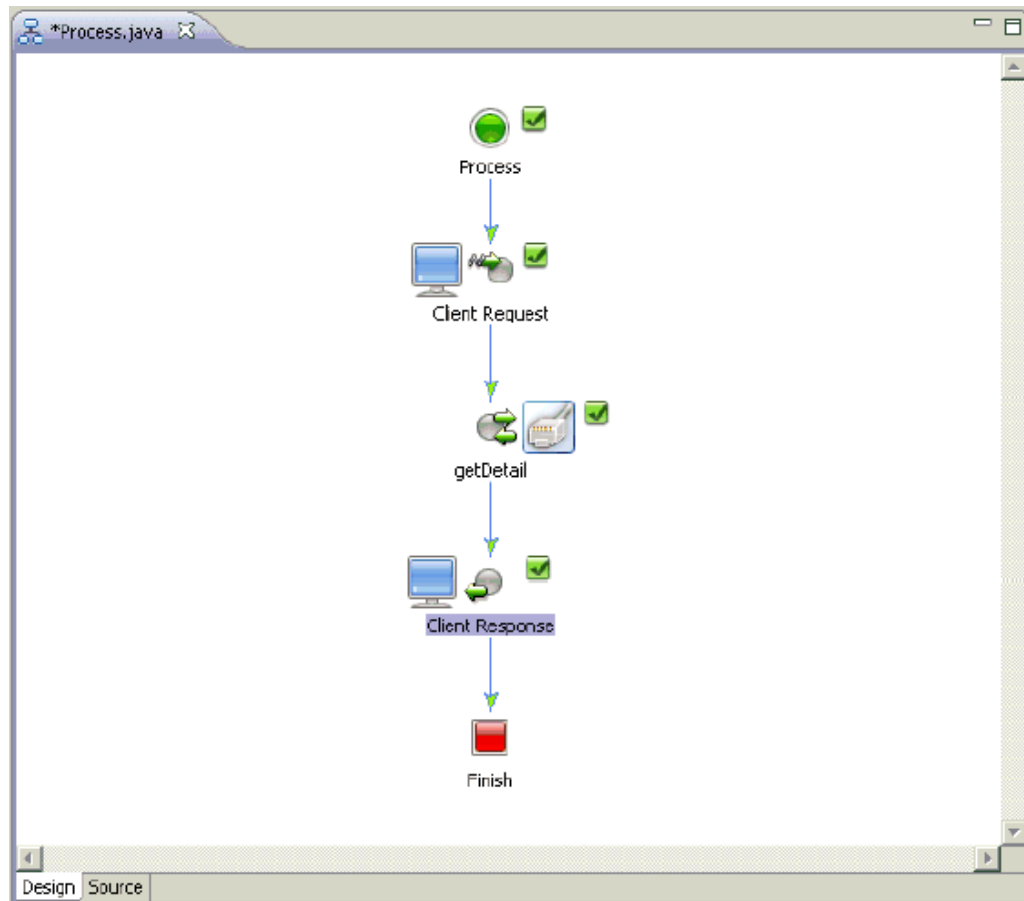 *Process.java
Process
Client Request
getDetail
Client Response
Finish
Design Source